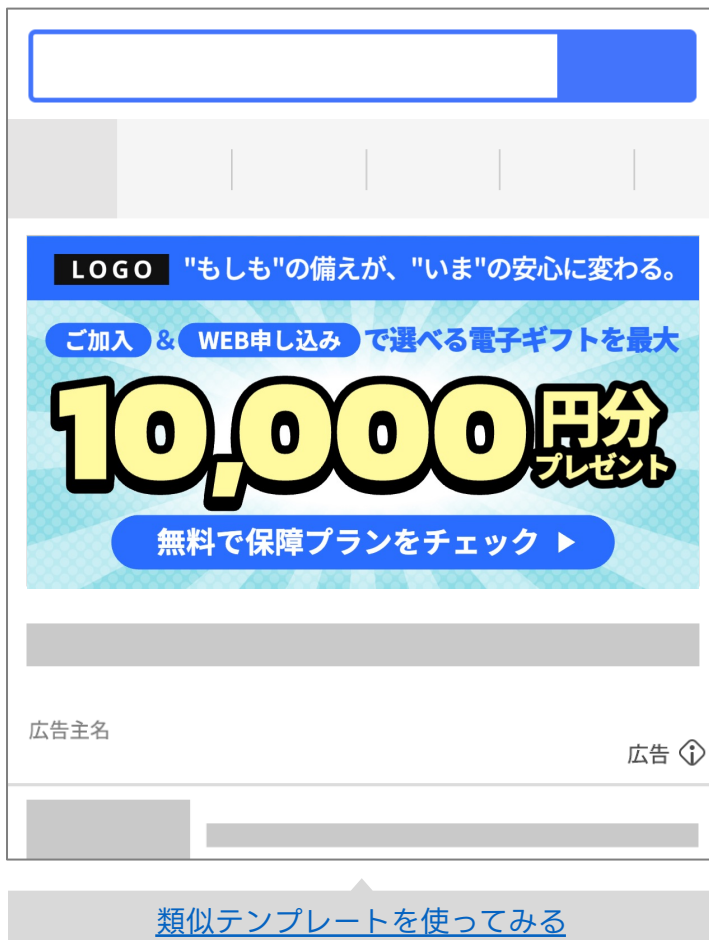 LOGO "もしも"の備えが、"いま"の安心に変わる。
ご加入 & WEB申し込み で選べる電子ギフトを最大
10,000円分
プレゼント
無料で保障プランをチェック ▶
広告主名
広告
類似テンプレートを使ってみる